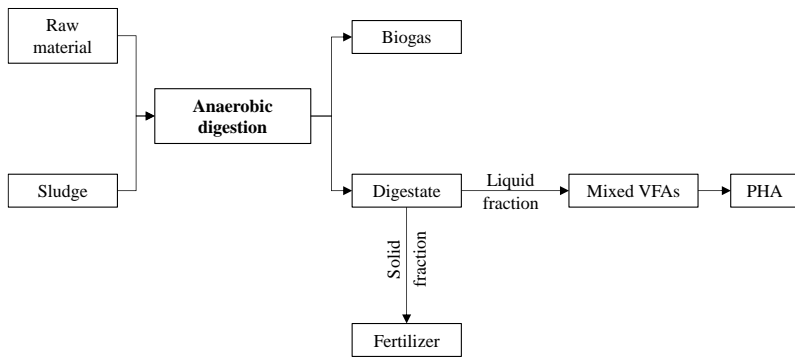 Raw
material
Biogas
Anaerobic
digestion
Sludge
Digestate
Liquid
fraction
Mixed VFAs
PHA
Solid
fraction
Fertilizer